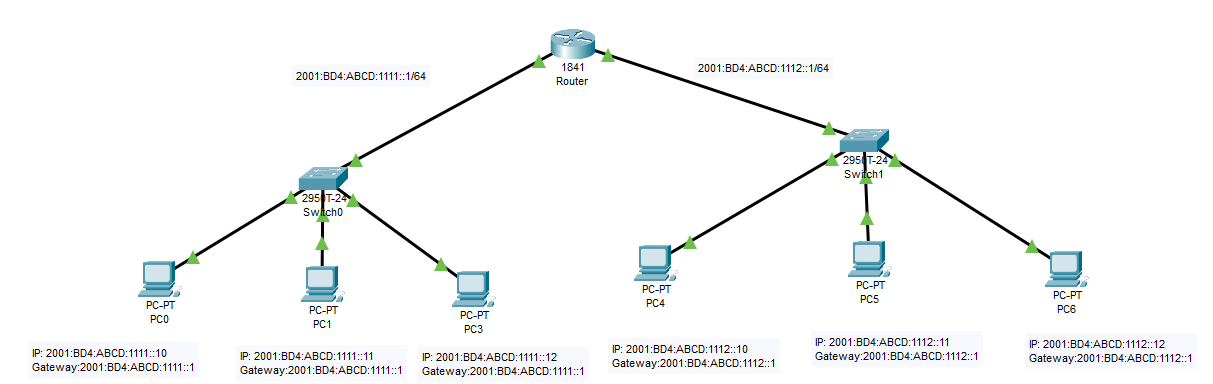 1841
Router
2001:BD4:ABCD:1111::1/64
2001:BD4:ABCD:1112::1/64
2950T-24
Switch0
2950T-24
Switch1
PC-PT
PC0
PC-PT
PC1
PC-PT
PC3
PC-PT
PC4
PC-PT
PC5
PC-PT
PC6
IP: 2001:BD4:ABCD:1111::10
Gateway:2001:BD4:ABCD:1111::1
IP: 2001:BD4:ABCD:1111::11
Gateway:2001:BD4:ABCD:1111::1
IP: 2001:BD4:ABCD:1111::12
Gateway:2001:BD4:ABCD:1111::1
IP: 2001:BD4:ABCD:1112::10
Gateway:2001:BD4:ABCD:1112::1
IP: 2001:BD4:ABCD:1112::11
Gateway:2001:BD4:ABCD:1112::1
IP: 2001:BD4:ABCD:1112::12
Gateway:2001:BD4:ABCD:1112::1